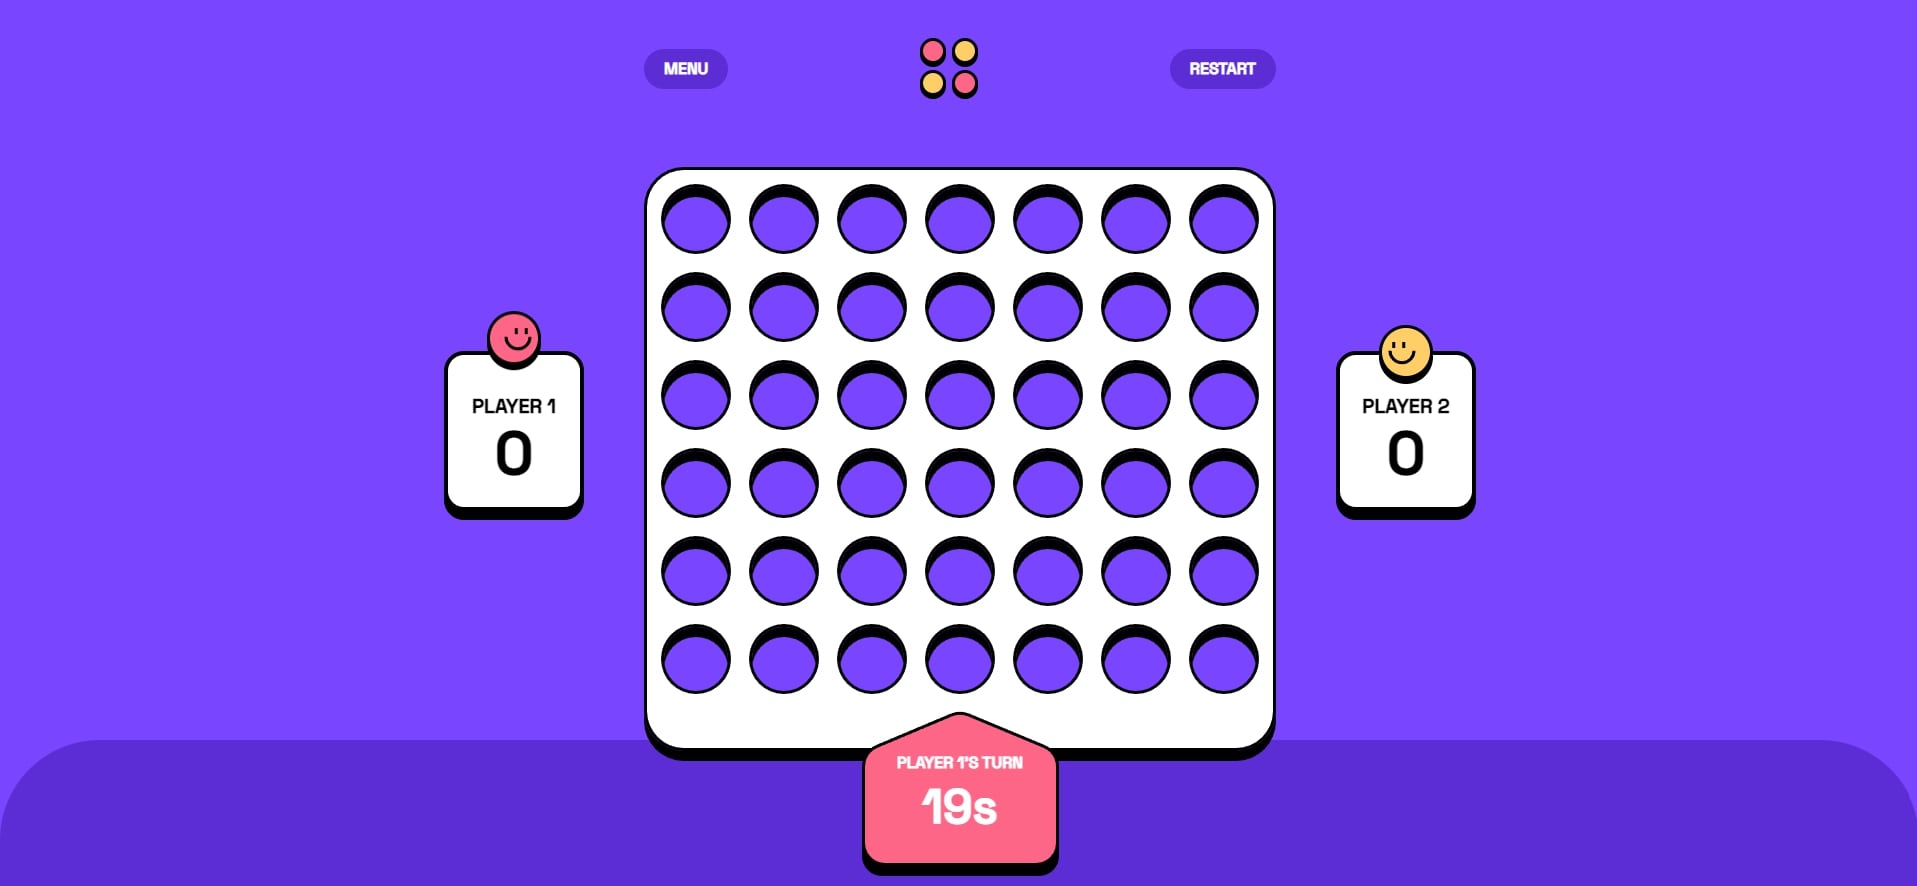 MENU
RESTART
PLAYER 1
0
PLAYER 2
0
PLAYER 1'S TURN
19s